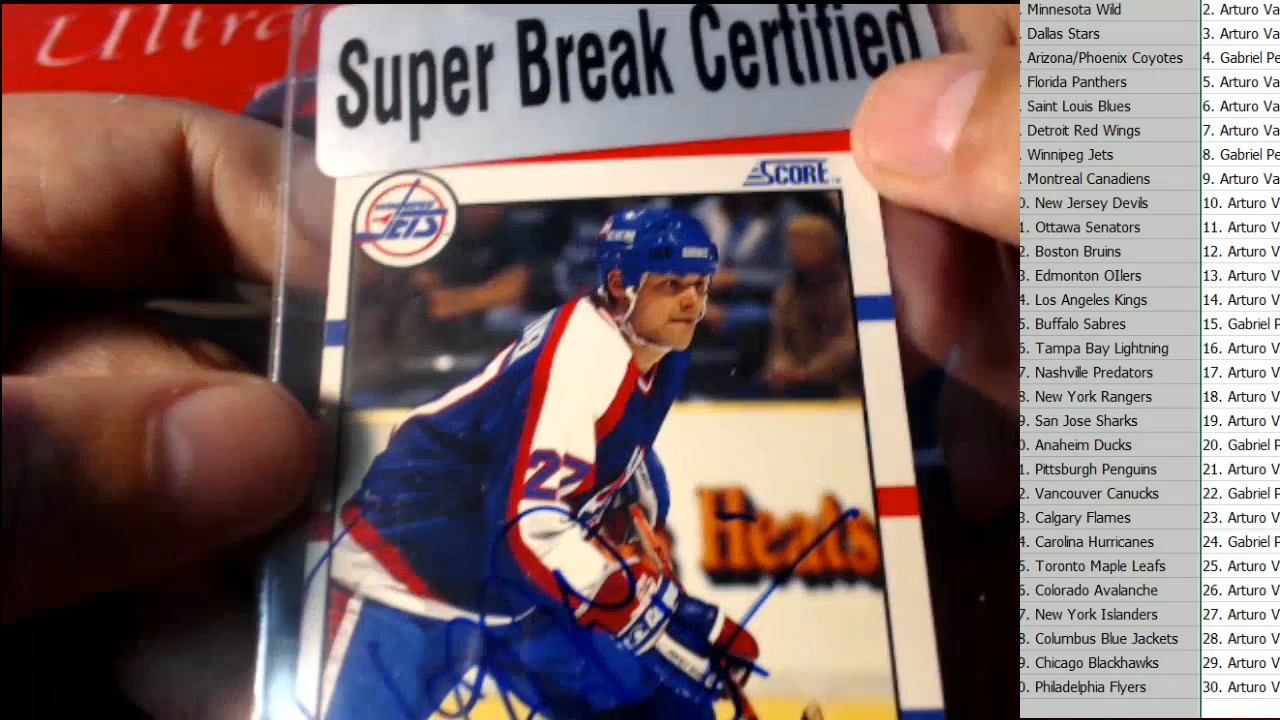 Ultra
Super Break Certified
SCORE
JETS
27
Heats
Minnesota Wild
Dallas Stars
Arizona/Phoenix Coyotes
Florida Panthers
Saint Louis Blues
Detroit Red Wings
Winnipeg Jets
Montreal Canadiens
New Jersey Devils
Ottawa Senators
Boston Bruins
Edmonton OIlers
Los Angeles Kings
Buffalo Sabres
Tampa Bay Lightning
Nashville Predators
New York Rangers
San Jose Sharks
Anaheim Ducks
Pittsburgh Penguins
Vancouver Canucks
Calgary Flames
Carolina Hurricanes
Toronto Maple Leafs
Colorado Avalanche
New York Islanders
Columbus Blue Jackets
Chicago Blackhawks
Philadelphia Flyers
2. Arturo Va
3. Arturo Va
4. Gabriel Pe
5. Arturo Va
6. Arturo Va
7. Arturo Va
8. Gabriel Pe
9. Arturo Va
10. Arturo V
11. Arturo V
12. Arturo V
13. Arturo V
14. Arturo V
15. Gabriel P
16. Arturo V
17. Arturo V
18. Arturo V
19. Arturo V
20. Gabriel P
21. Arturo V
22. Gabriel P
23. Arturo V
24. Gabriel P
25. Arturo V
26. Arturo V
27. Arturo V
28. Arturo V
29. Arturo V
30. Arturo V